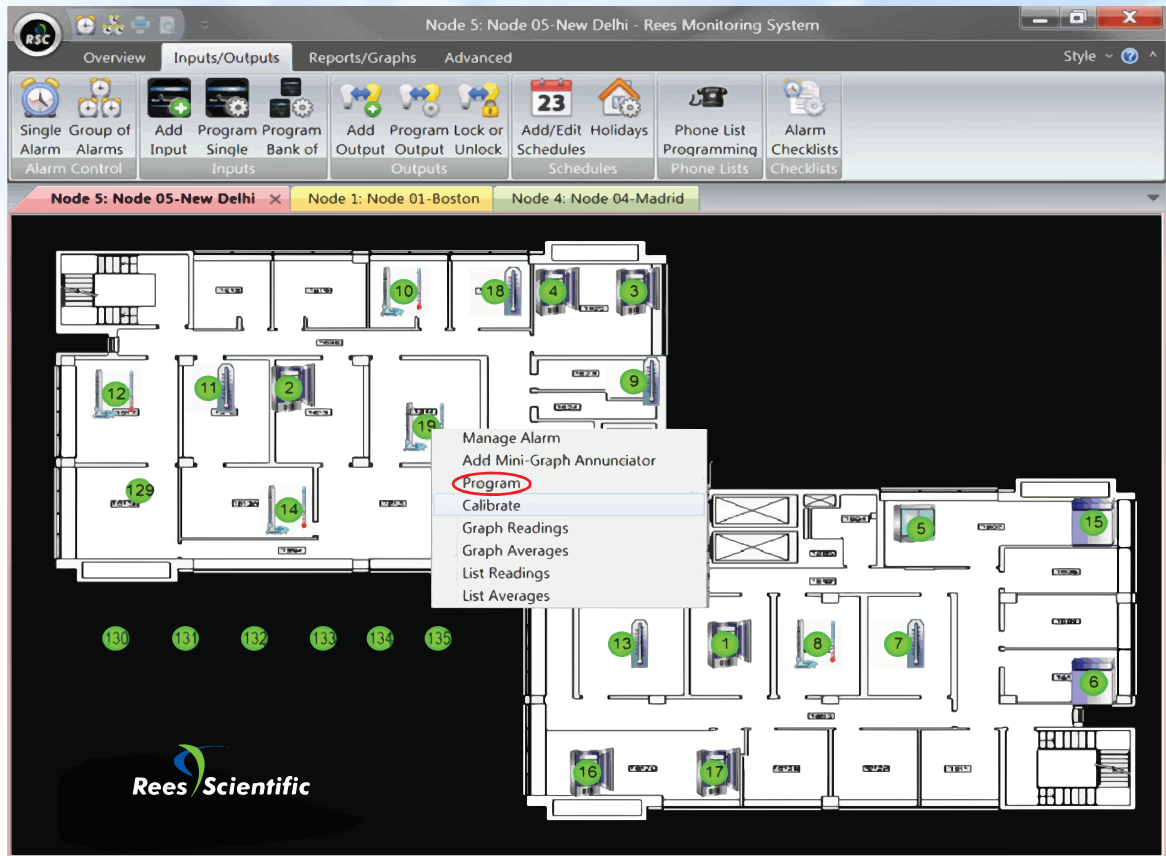 Node 5: Node 05-New Delhi - Rees Monitoring System
RSC
Overview Inputs/Outputs Reports/Graphs Advanced Style
Single Alarm
Group of Alarms
Alarm Control
Add Input
Program Single
Program Bank of
Inputs
Add Output
Program Output
Lock or Unlock
Outputs
23
Add/Edit Schedules
Holidays
Schedules
Phone List Programming
Phone Lists
Alarm Checklists
Checklists
Node 5: Node 05-New Delhi Node 1: Node 01-Boston Node 4: Node 04-Madrid
10 18 4 3
12 11 2 9
19
Manage Alarm
Add Mini-Graph Annunciator
Program
Calibrate
Graph Readings
Graph Averages
List Readings
List Averages
129 14 5 15
130 131 132 133 134 135
13 1 8 7 6
16 17
Rees Scientific